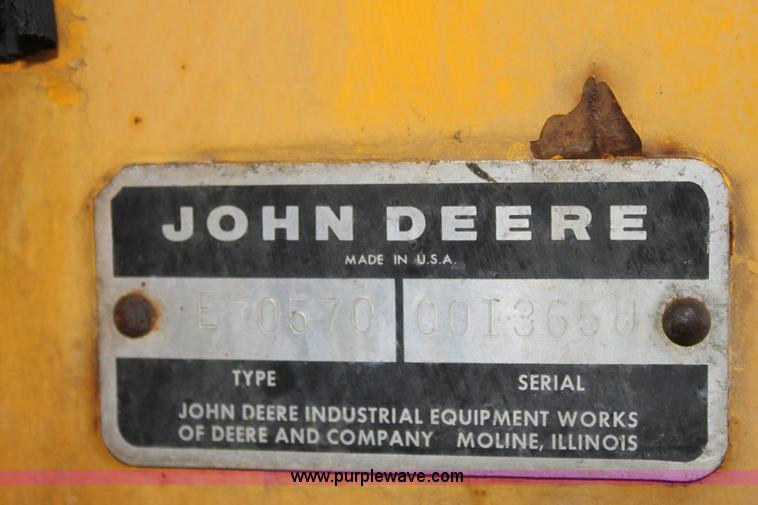 JOHN DEERE
MADE IN U.S.A.
E70570 001365U
TYPE SERIAL
JOHN DEERE INDUSTRIAL EQUIPMENT WORKS
OF DEERE AND COMPANY MOLINE, ILLINOIS
www.purplewave.com